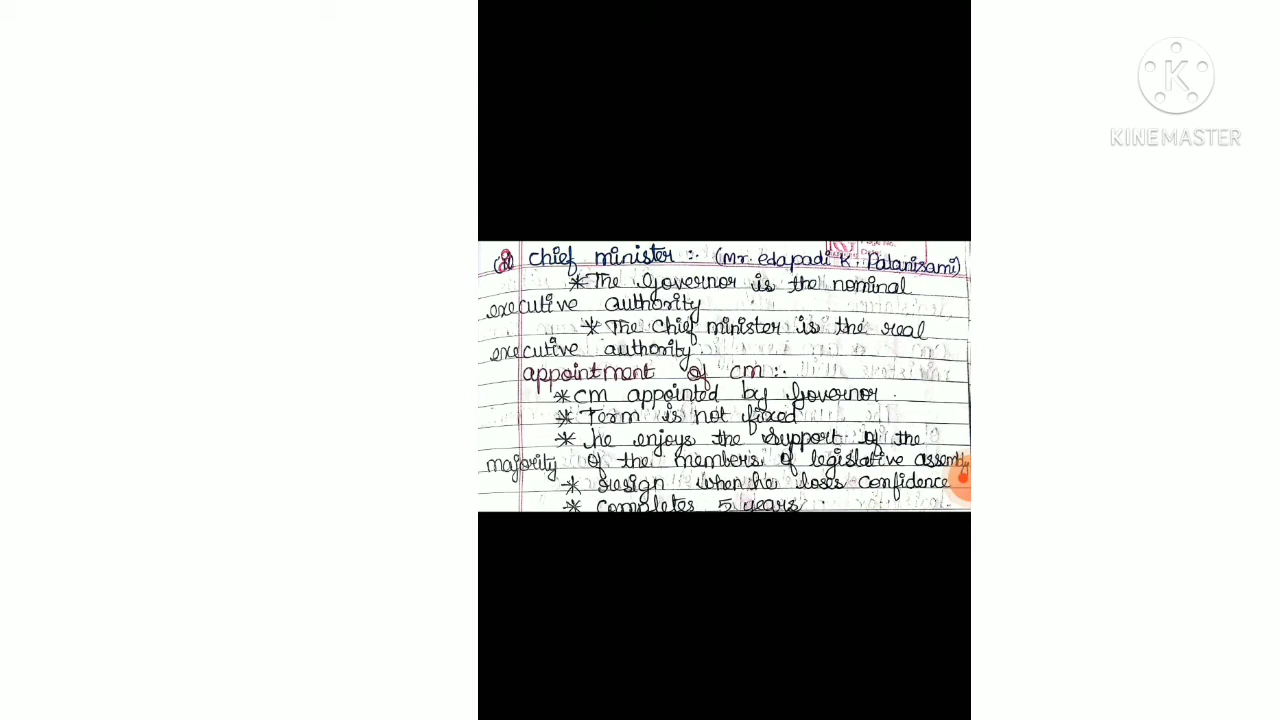 KINEMASTER
chief minister :. (Mr. edapadi K. Palanisami)
* The Governor is the nominal
executive authority
* The chief minister is the real
executive authority.
appointment of cm :.
* cm appointed by Governor.
* Term is not fixed
* he enjoys the support of the
majority of the members of legislative assembly
* resign when he loses confidence
* completes 5 years